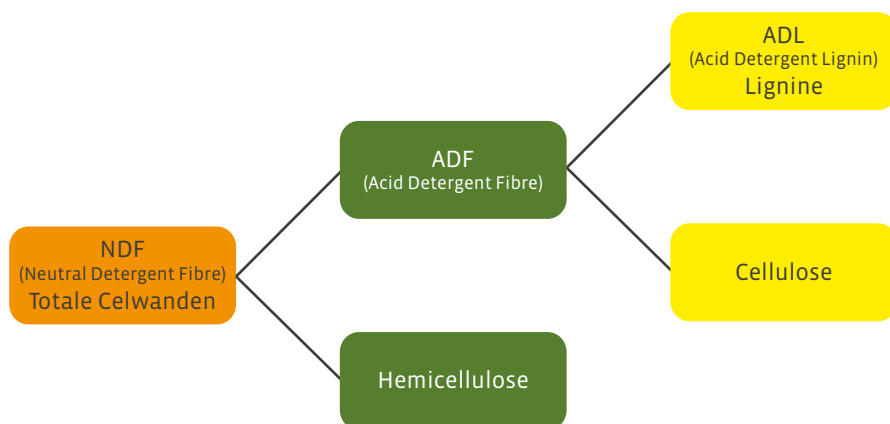 ADL
(Acid Detergent Lignin)
Lignine
ADF
(Acid Detergent Fibre)
NDF
(Neutral Detergent Fibre)
Totale Celwanden
Cellulose
Hemicellulose